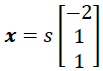 x = s [−2
1
1]